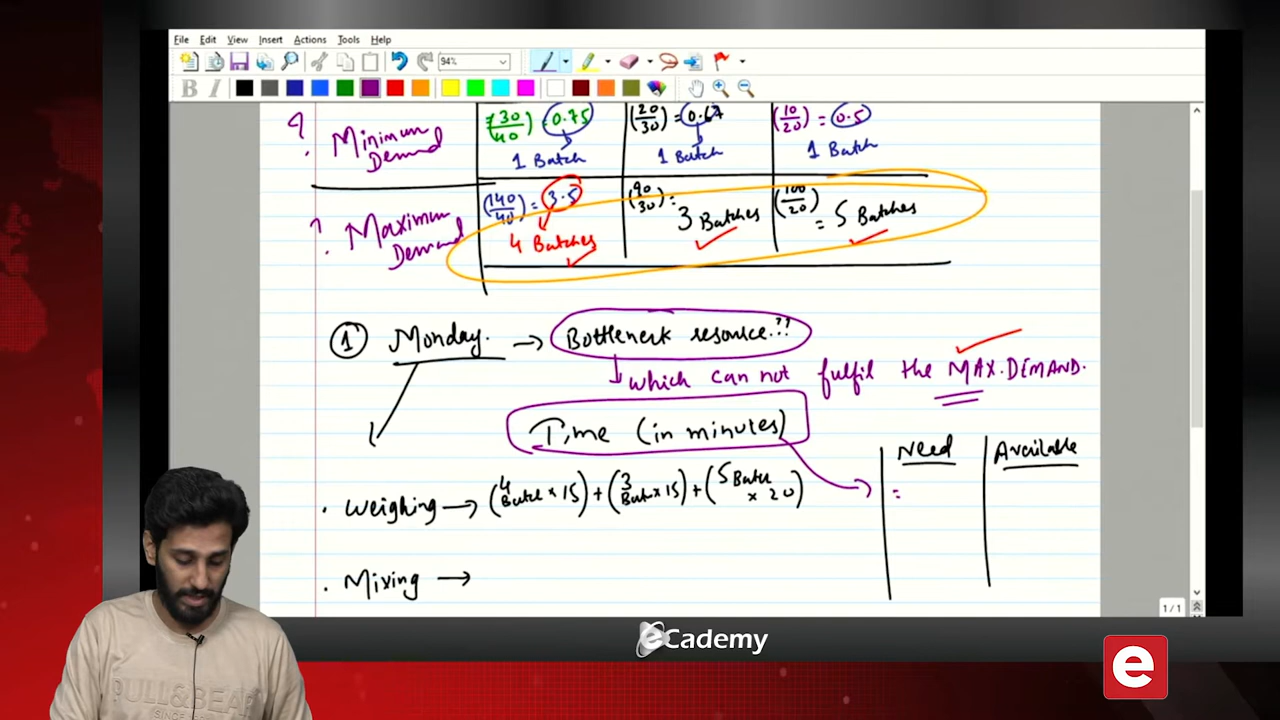 File Edit View Insert Actions Tools Help
94%
? Minimum Demand
(30/40) = 0.75
1 Batch
(20/30) = 0.67
1 Batch
(10/20) = 0.5
1 Batch
? Maximum Demand
(140/40) = 3.5
4 Batches
(90/30) =
3 Batches
(100/20)
= 5 Batches
1 Monday. → Bottleneck resource.??
which can not fulfil the MAX.DEMAND.
Time (in minutes)
Need Available
. Weighing → (4 Batch × 15) + (3 Batch × 15) + (5 Batch × 20) =
. Mixing →
1 / 1
eCademy
PULL&BEAR
SINCE
e